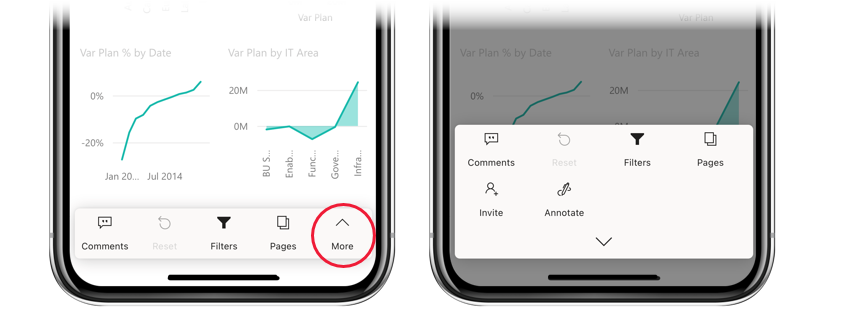 Var Plan
Var Plan % by Date
Var Plan by IT Area
0%
-20%
Jan 20...
Jul 2014
20M
0M
BU S...
Enab...
Func...
Gove...
Infra...
Comments
Reset
Filters
Pages
More
Var Plan
Var Plan % by Date
Var Plan by IT Area
0%
20M
0M
Comments
Reset
Filters
Pages
Invite
Annotate